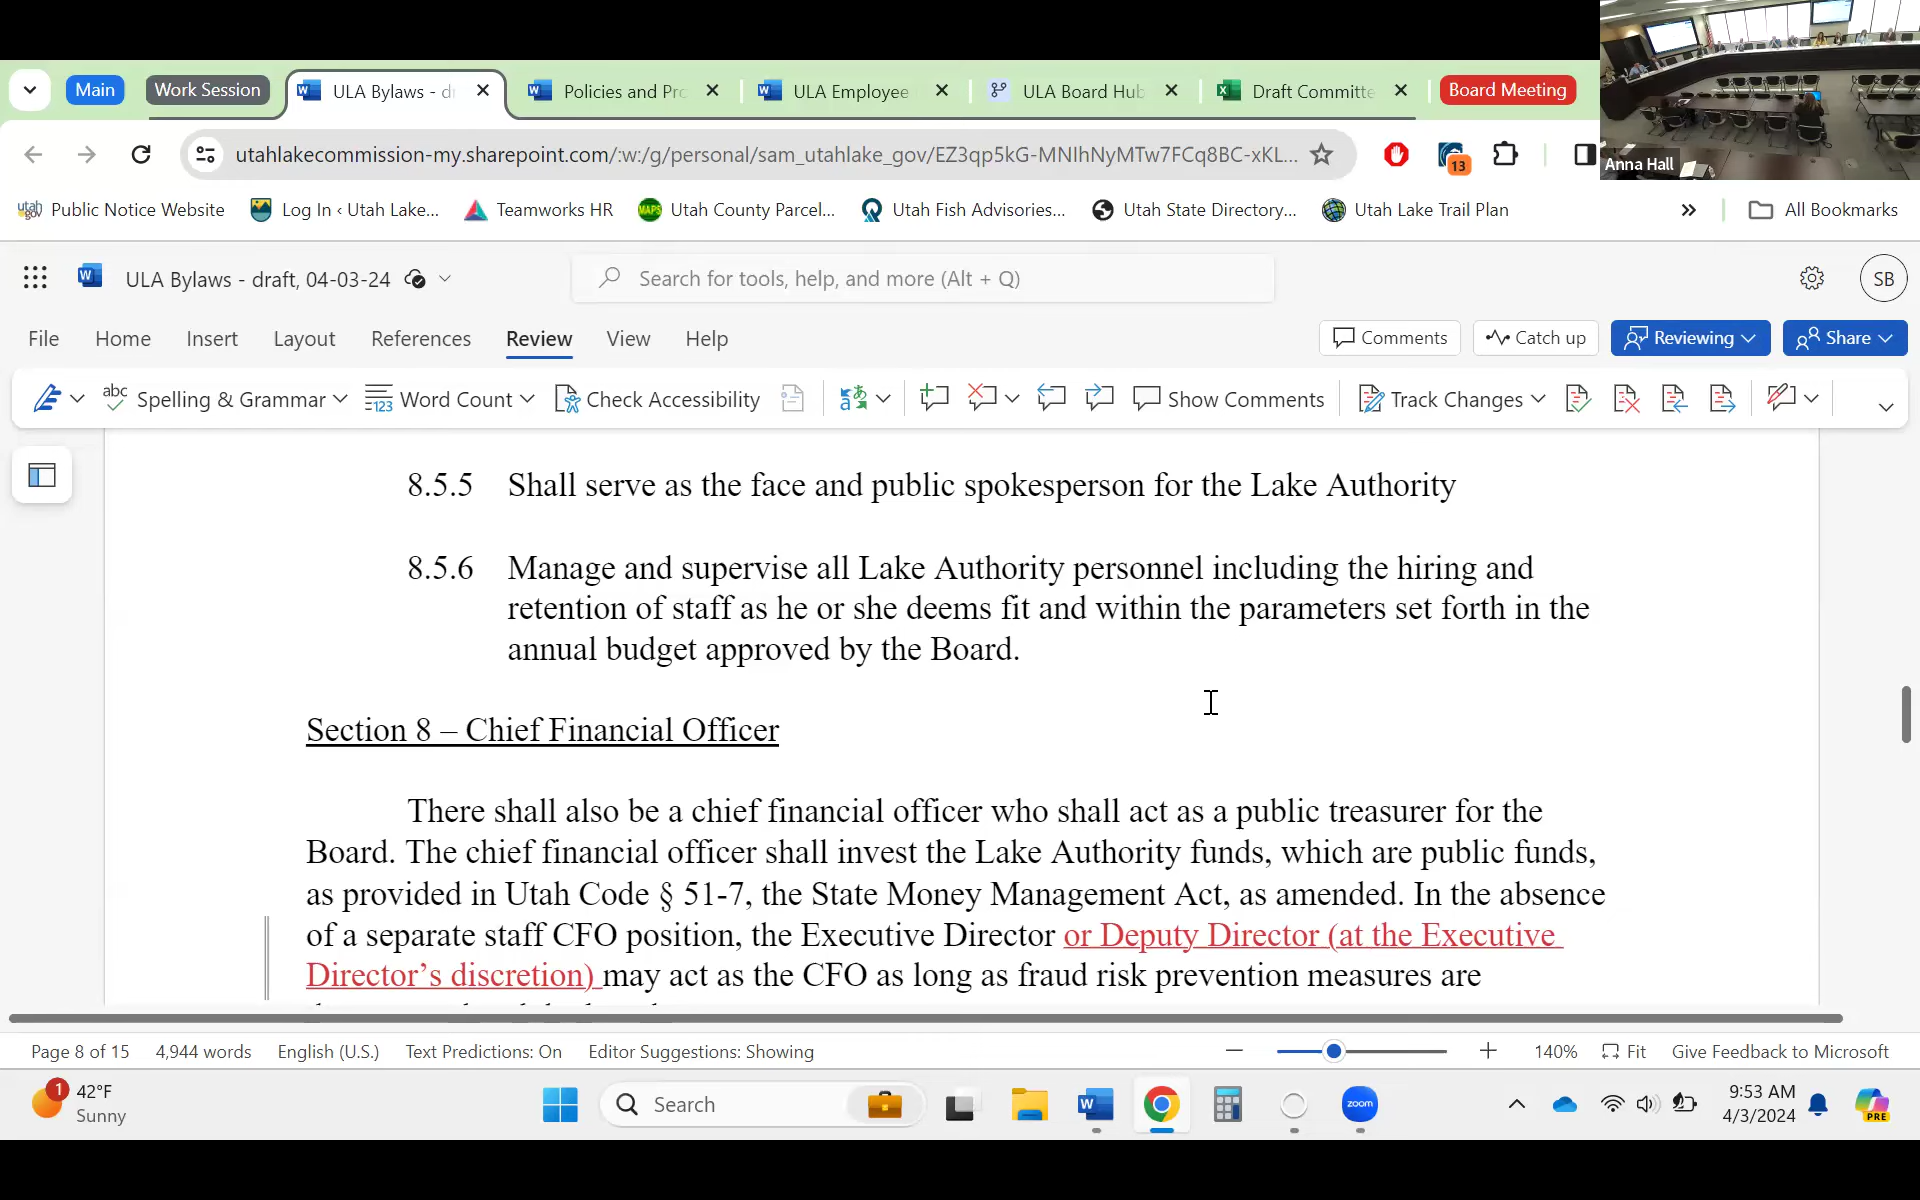 Main
Work Session
ULA Bylaws - d
Policies and Pro
ULA Employee
ULA Board Hub
Draft Committe
Board Meeting
utahlakecommission-my.sharepoint.com/:w:/g/personal/sam_utahlake_gov/EZ3qp5kG-MNIhNyMTw7FCq8BC-xKL...
13
Anna Hall
Public Notice Website
Log In ‹ Utah Lake...
Teamworks HR
MAPS
Utah County Parcel...
Utah Fish Advisories...
Utah State Directory...
Utah Lake Trail Plan
All Bookmarks
ULA Bylaws - draft, 04-03-24
Search for tools, help, and more (Alt + Q)
SB
File Home Insert Layout References Review View Help
Comments
Catch up
Reviewing
Share
abc Spelling & Grammar
123 Word Count
Check Accessibility
Show Comments
Track Changes
8.5.5 Shall serve as the face and public spokesperson for the Lake Authority
8.5.6 Manage and supervise all Lake Authority personnel including the hiring and
retention of staff as he or she deems fit and within the parameters set forth in the
annual budget approved by the Board.
Section 8 – Chief Financial Officer
There shall also be a chief financial officer who shall act as a public treasurer for the
Board. The chief financial officer shall invest the Lake Authority funds, which are public funds,
as provided in Utah Code § 51-7, the State Money Management Act, as amended. In the absence
of a separate staff CFO position, the Executive Director or Deputy Director (at the Executive
Director’s discretion) may act as the CFO as long as fraud risk prevention measures are
Page 8 of 15 4,944 words English (U.S.) Text Predictions: On Editor Suggestions: Showing
140% Fit Give Feedback to Microsoft
1
42°F
Sunny
Search
zoom
9:53 AM
4/3/2024
PRE